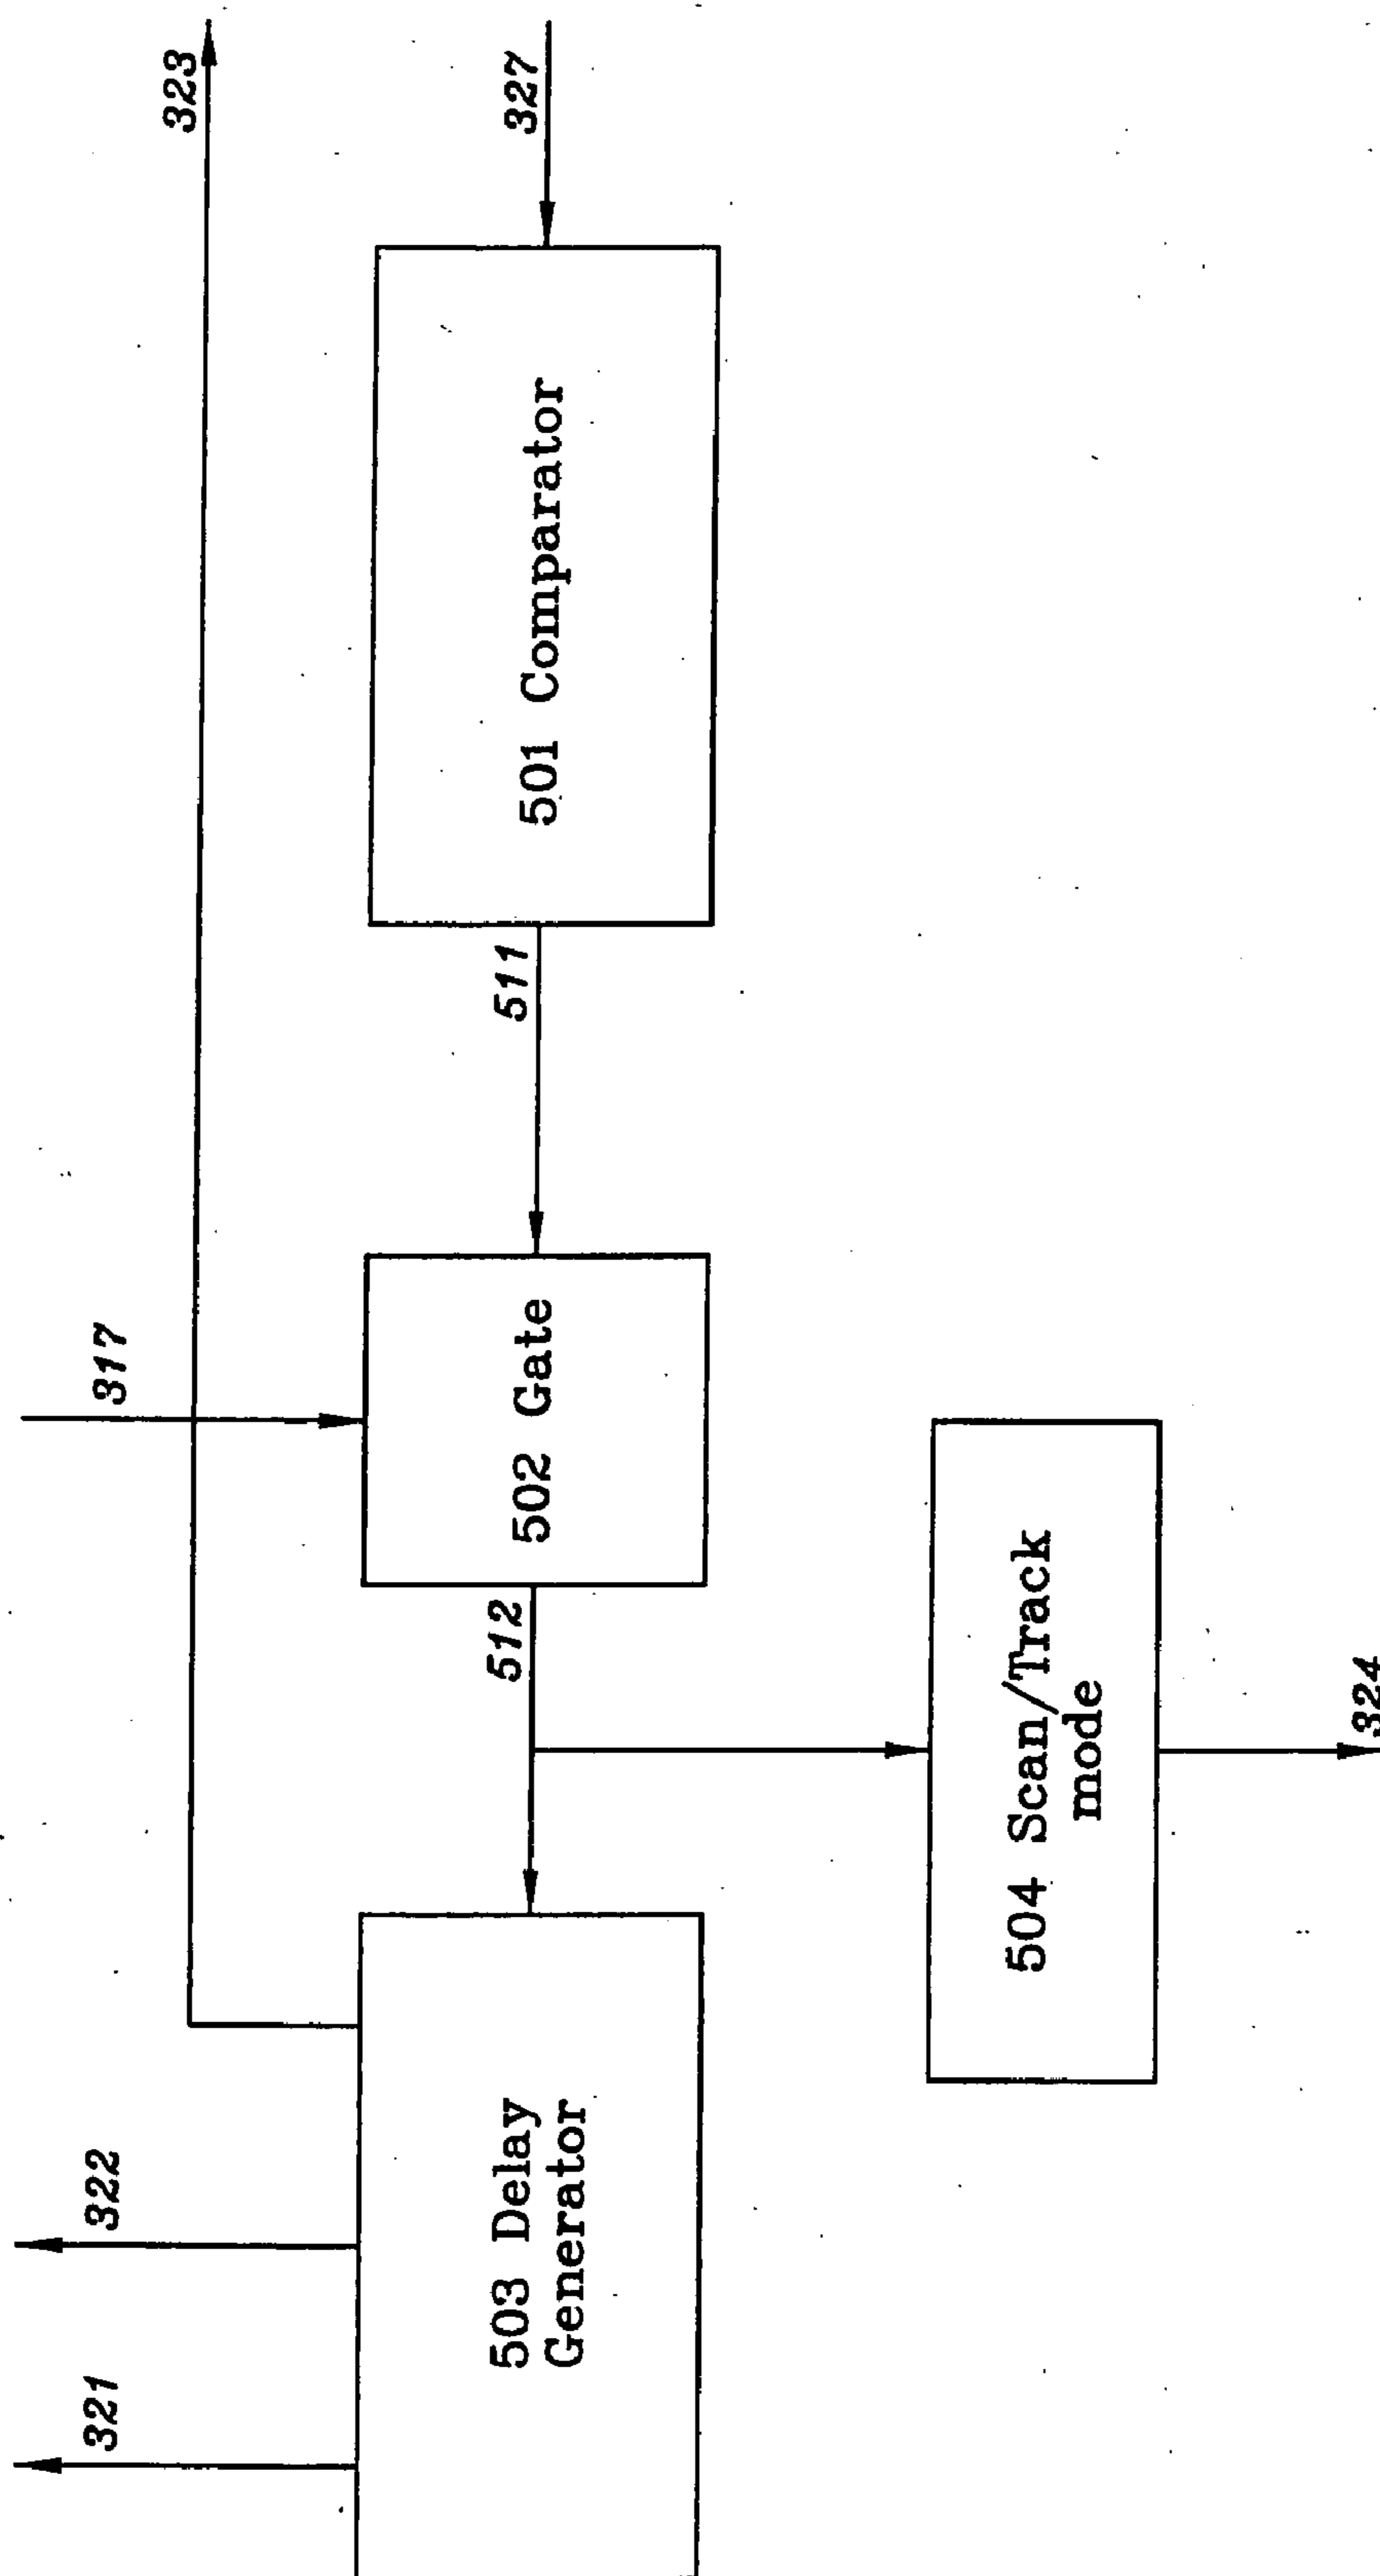 321
322
323
317
327
503 Delay
Generator
512
502 Gate
511
501 Comparator
504 Scan/Track
mode
324